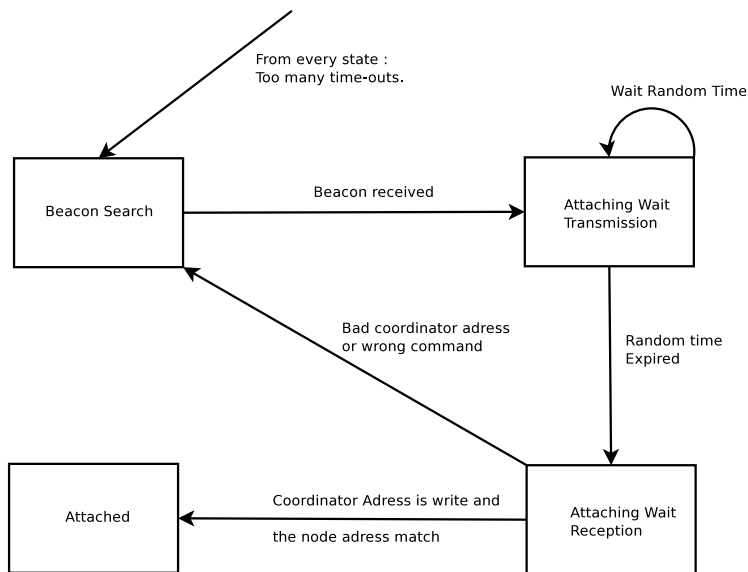 From every state :
Too many time-outs.
Wait Random Time
Beacon Search
Beacon received
Attaching Wait
Transmission
Bad coordinator adress
or wrong command
Random time
Expired
Attached
Coordinator Adress is write and
the node adress match
Attaching Wait
Reception